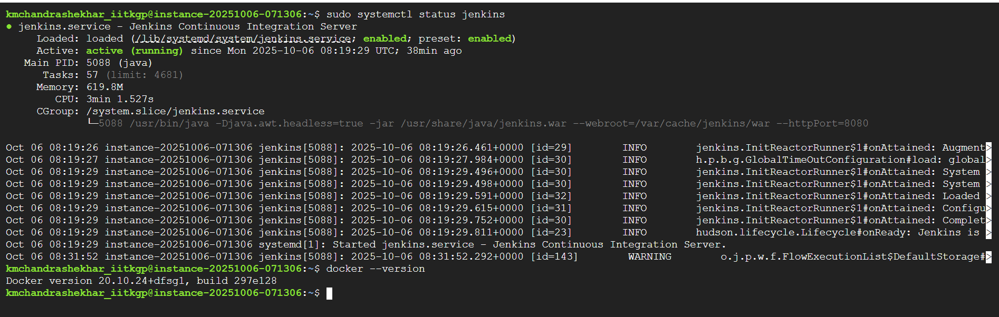 kmchandrashekhar_iitkgp@instance-20251006-071306:~$ sudo systemctl status jenkins
● jenkins.service - Jenkins Continuous Integration Server
     Loaded: loaded (/lib/systemd/system/jenkins.service; enabled; preset: enabled)
     Active: active (running) since Mon 2025-10-06 08:19:29 UTC; 38min ago
   Main PID: 5088 (java)
      Tasks: 57 (limit: 4681)
     Memory: 619.8M
        CPU: 3min 1.527s
     CGroup: /system.slice/jenkins.service
             └─5088 /usr/bin/java -Djava.awt.headless=true -jar /usr/share/java/jenkins.war --webroot=/var/cache/jenkins/war --httpPort=8080
Oct 06 08:19:26 instance-20251006-071306 jenkins[5088]: 2025-10-06 08:19:26.461+0000 [id=29]        INFO        jenkins.InitReactorRunner$1#onAttained: Augment>
Oct 06 08:19:27 instance-20251006-071306 jenkins[5088]: 2025-10-06 08:19:27.984+0000 [id=30]        INFO        h.p.b.g.GlobalTimeOutConfiguration#load: global>
Oct 06 08:19:29 instance-20251006-071306 jenkins[5088]: 2025-10-06 08:19:29.496+0000 [id=30]        INFO        jenkins.InitReactorRunner$1#onAttained: System >
Oct 06 08:19:29 instance-20251006-071306 jenkins[5088]: 2025-10-06 08:19:29.498+0000 [id=30]        INFO        jenkins.InitReactorRunner$1#onAttained: System >
Oct 06 08:19:29 instance-20251006-071306 jenkins[5088]: 2025-10-06 08:19:29.591+0000 [id=32]        INFO        jenkins.InitReactorRunner$1#onAttained: Loaded >
Oct 06 08:19:29 instance-20251006-071306 jenkins[5088]: 2025-10-06 08:19:29.615+0000 [id=31]        INFO        jenkins.InitReactorRunner$1#onAttained: Configu>
Oct 06 08:19:29 instance-20251006-071306 jenkins[5088]: 2025-10-06 08:19:29.752+0000 [id=30]        INFO        jenkins.InitReactorRunner$1#onAttained: Complet>
Oct 06 08:19:29 instance-20251006-071306 jenkins[5088]: 2025-10-06 08:19:29.811+0000 [id=23]        INFO        hudson.lifecycle.Lifecycle#onReady: Jenkins is >
Oct 06 08:19:29 instance-20251006-071306 systemd[1]: Started jenkins.service - Jenkins Continuous Integration Server.
Oct 06 08:31:52 instance-20251006-071306 jenkins[5088]: 2025-10-06 08:31:52.292+0000 [id=143]        WARNING        o.j.p.w.f.FlowExecutionList$DefaultStorage#>
kmchandrashekhar_iitkgp@instance-20251006-071306:~$ docker --version
Docker version 20.10.24+dfsg1, build 297e128
kmchandrashekhar_iitkgp@instance-20251006-071306:~$